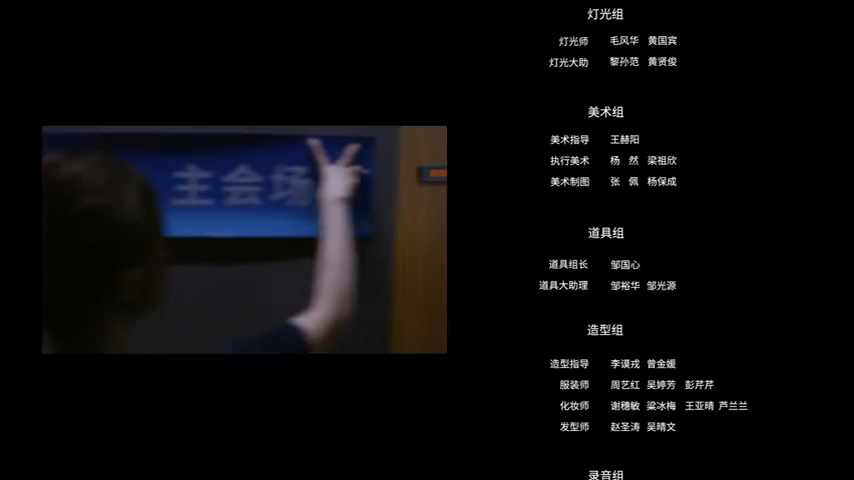 主会场
灯光组
灯光师 毛风华 黄国宾
灯光大助 黎孙范 黄贤俊
美术组
美术指导 王赫阳
执行美术 杨 然 梁祖欣
美术制图 张 佩 杨保成
道具组
道具组长 邹国心
道具大助理 邹裕华 邹光源
造型组
造型指导 李谟戎 曾金媛
服装师 周艺红 吴婷芳 彭芹芹
化妆师 谢穗敏 粱冰梅 王亚晴 芦兰兰
发型师 赵圣涛 吴晴文
录音组